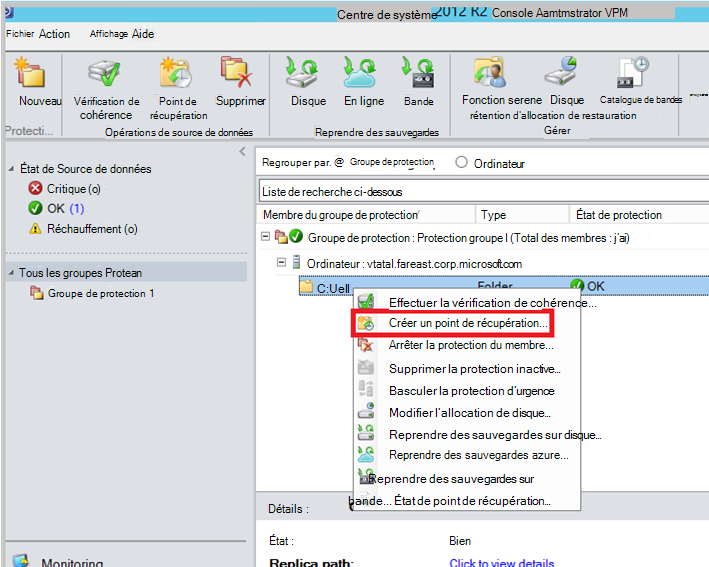 Centre de système 2012 R2 Console Aamtmstrator VPM
Fichier Action Affichage Aide
Nouveau
Vérification de cohérence
Point de récupération
Supprimer
Disque
En ligne
Bande
Fonction serene
Disque
Catalogue de bandes
rétention d'allocation de restauration
Protecti...
Opérations de source de données
Reprendre des sauvegardes
Gérer
État de Source de données
Critique (o)
OK (1)
Réchauffement (o)
Tous les groupes Protean
Groupe de protection 1
Monitoring
Regrouper par. @ Groupe de protection Ordinateur
Liste de recherche ci-dessous
Membre du groupe de protection Type État de protection
Groupe de protection : Protection groupe I (Total des membres : j'ai)
Ordinateur : vtatal.fareast.corp.microsoft.com
C:Uell Folder OK
Effectuer la vérification de cohérence...
Créer un point de récupération...
Arrêter la protection du membre...
Supprimer la protection inactive...
Basculer la protection d'urgence
Modifier l'allocation de disque...
Reprendre des sauvegardes sur disque...
Reprendre des sauvegardes azure...
Reprendre des sauvegardes sur
bande... État de point de récupération...
Détails :
État : Bien
Replica path: Click to view details